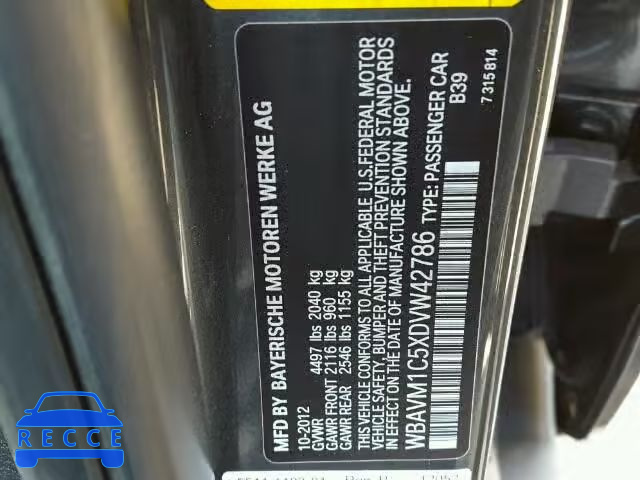 MFD BY BAYERISCHE MOTOREN WERKE AG
10-2012
GVWR 4497 lbs 2040 kg
GAWR FRONT 2116 lbs 960 kg
GAWR REAR 2546 lbs 1155 kg
THIS VEHICLE CONFORMS TO ALL APPLICABLE U.S.FEDERAL MOTOR
VEHICLE SAFETY, BUMPER AND THEFT PREVENTION STANDARDS
IN EFFECT ON THE DATE OF MANUFACTURE SHOWN ABOVE.
WBAVM1C5XDVW42786 TYPE: PASSENGER CAR
B39
7 315 814
RECCE